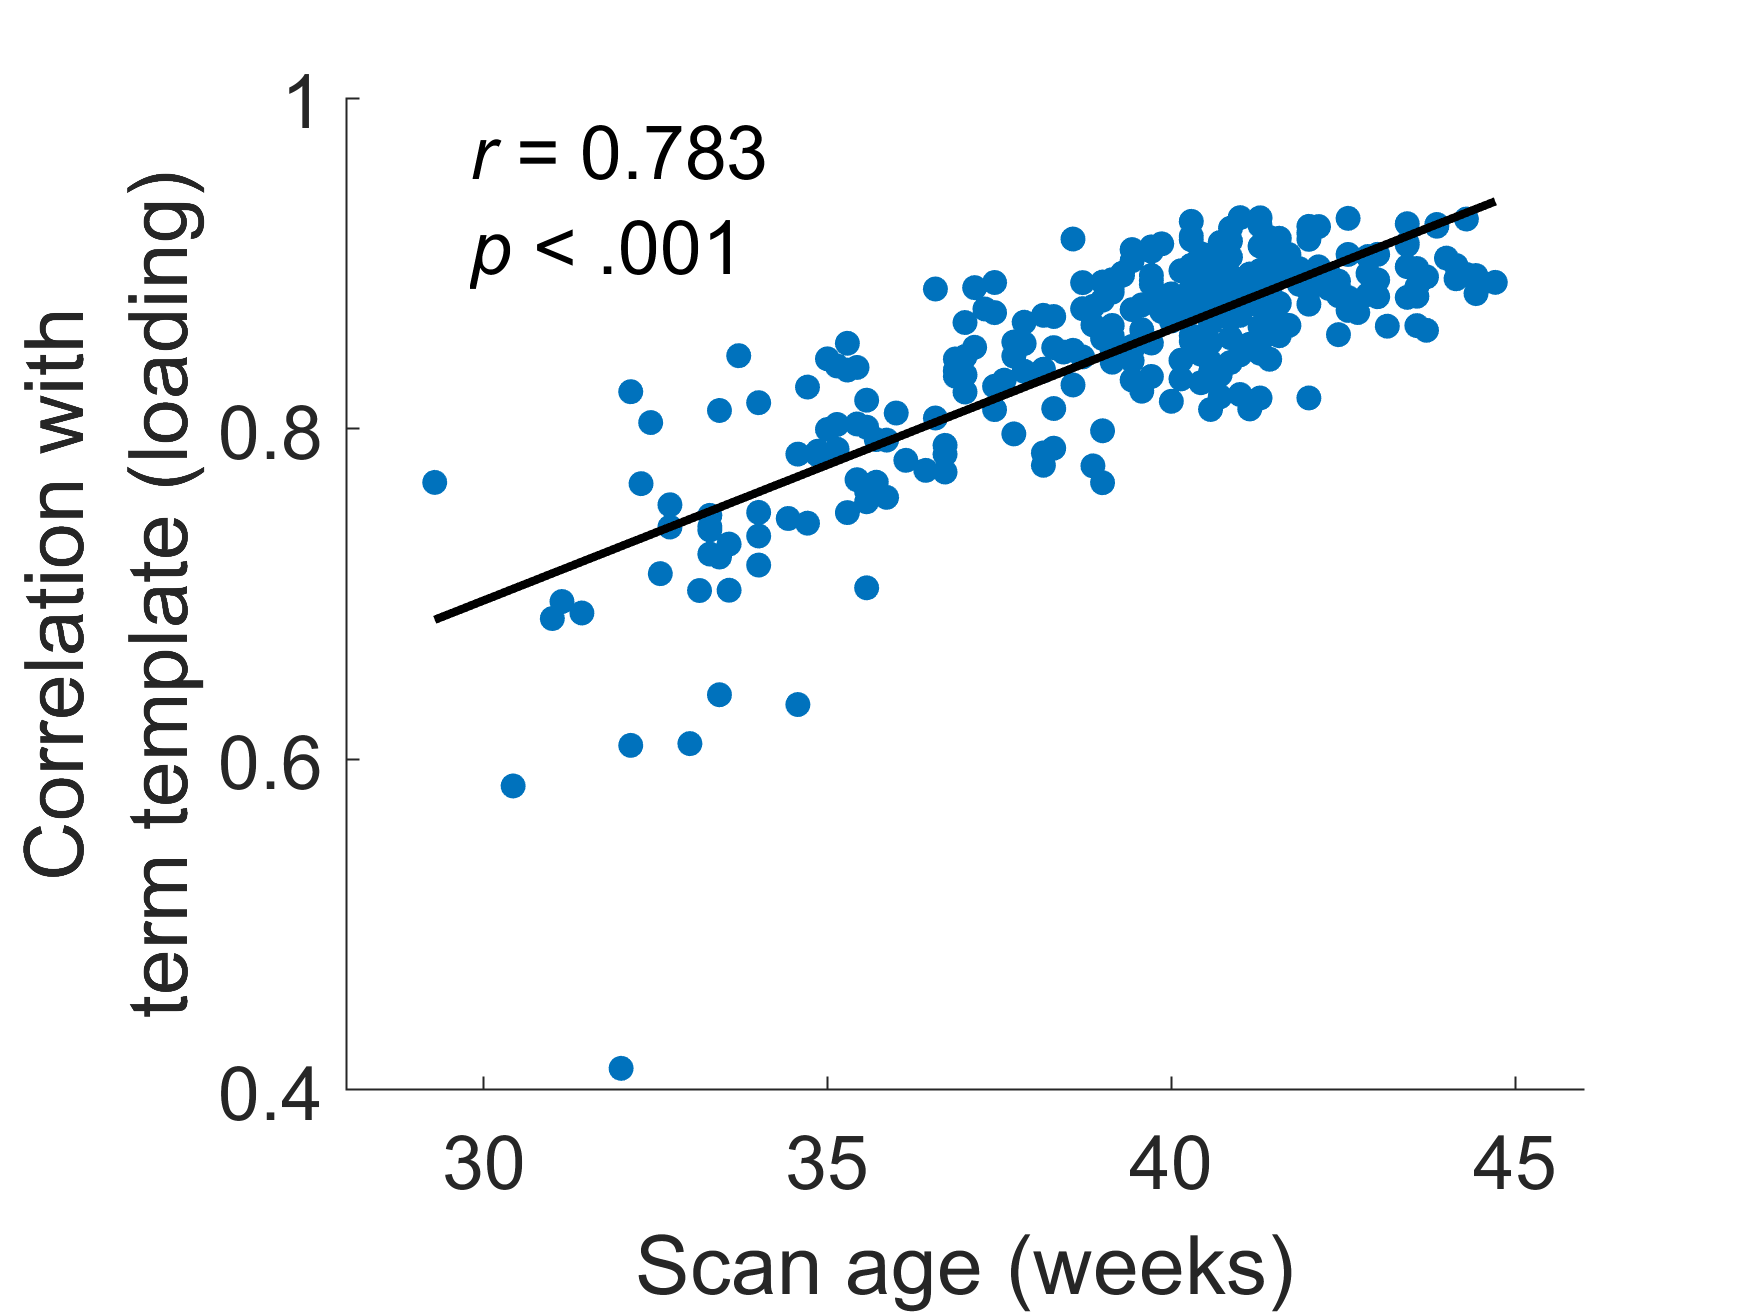 r = 0.783
p < .001
Correlation with
term template (loading)
1
0.8
0.6
0.4
30 35 40 45
Scan age (weeks)